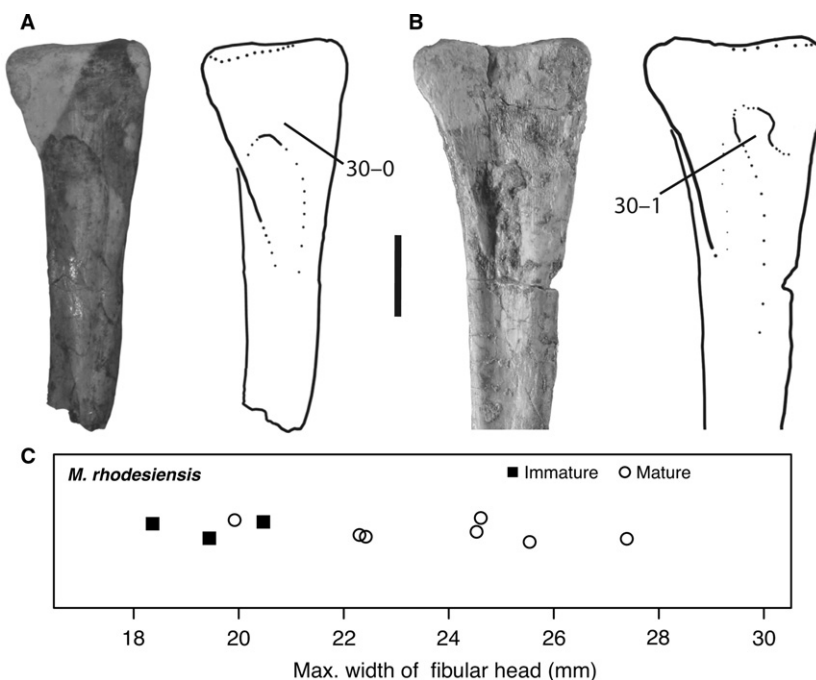 A
B
30–0
30–1
C
M. rhodesiensis
Immature
Mature
18 20 22 24 26 28 30
Max. width of fibular head (mm)